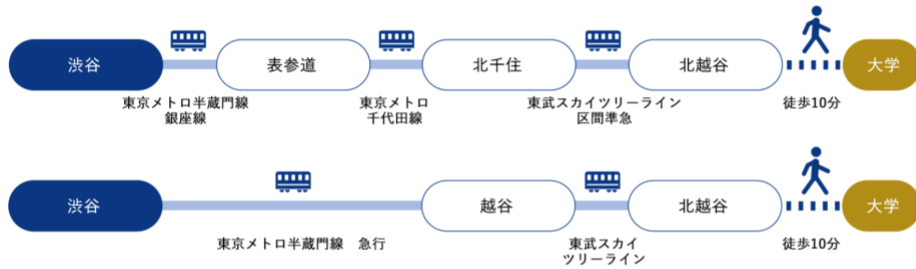 渋谷
表参道
北千住
北越谷
大学
東京メトロ半蔵門線
銀座線
東京メトロ
千代田線
東武スカイツリーライン
区間準急
徒歩10分
渋谷
越谷
北越谷
大学
東京メトロ半蔵門線　急行
東武スカイ
ツリーライン
徒歩10分